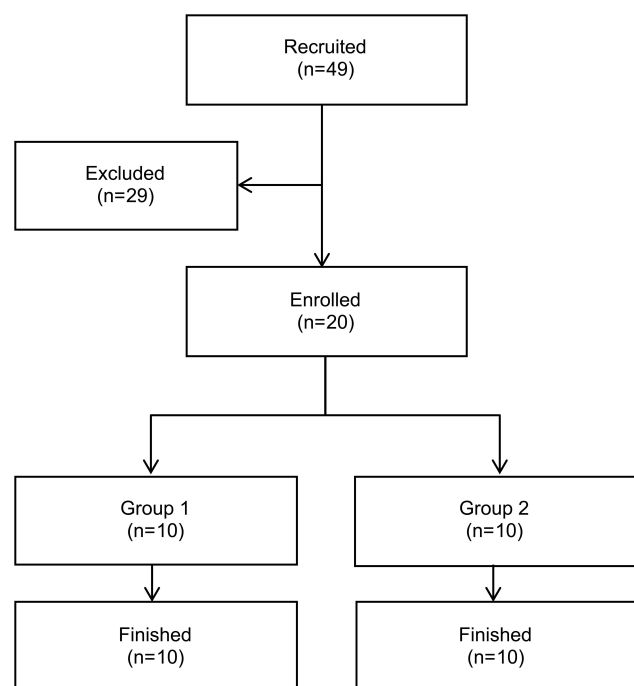 Recruited
(n=49)
Excluded
(n=29)
Enrolled
(n=20)
Group 1
(n=10)
Group 2
(n=10)
Finished
(n=10)
Finished
(n=10)